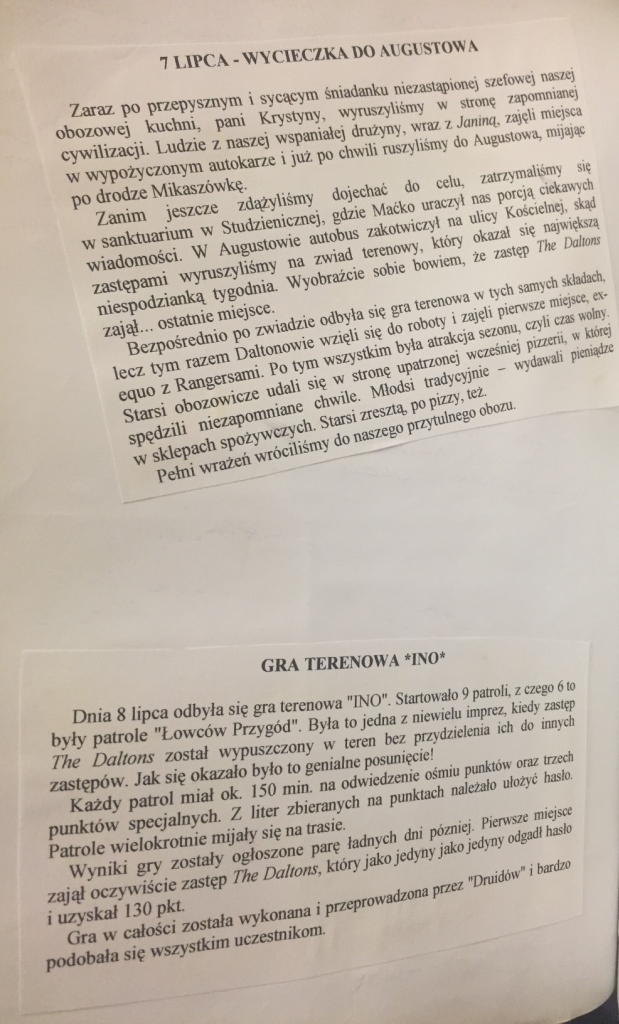 7 LIPCA - WYCIECZKA DO AUGUSTOWA
Zaraz po przepysznym i sycącym śniadanku niezastąpionej szefowej naszej
obozowej kuchni, pani Krystyny, wyruszyliśmy w stronę zapomnianej
cywilizacji. Ludzie z naszej wspaniałej drużyny, wraz z Janiną, zajęli miejsca
w wypożyczonym autokarze i już po chwili ruszyliśmy do Augustowa, mijając
po drodze Mikaszówkę.
Zanim jeszcze zdążyliśmy dojechać do celu, zatrzymaliśmy się
w sanktuarium w Studzienicznej, gdzie Maćko uraczył nas porcją ciekawych
wiadomości. W Augustowie autobus zakotwiczył na ulicy Kościelnej, skąd
zastępami wyruszyliśmy na zwiad terenowy, który okazał się największą
niespodzianką tygodnia. Wyobraźcie sobie bowiem, że zastęp The Daltons
zajął... ostatnie miejsce.
Bezpośrednio po zwiadzie odbyła się gra terenowa w tych samych składach,
lecz tym razem Daltonowie wzięli się do roboty i zajęli pierwsze miejsce, ex-
equo z Rangersami. Po tym wszystkim była atrakcja sezonu, czyli czas wolny.
Starsi obozowicze udali się w stronę upatrzonej wcześniej pizzerii, w której
spędzili niezapomniane chwile. Młodsi tradycyjnie – wydawali pieniądze
w sklepach spożywczych. Starsi zresztą, po pizzy, też.
Pełni wrażeń wróciliśmy do naszego przytulnego obozu.
GRA TERENOWA *INO*
Dnia 8 lipca odbyła się gra terenowa "INO". Startowało 9 patroli, z czego 6 to
były patrole "Łowców Przygód". Była to jedna z niewielu imprez, kiedy zastęp
The Daltons został wypuszczony w teren bez przydzielenia ich do innych
zastępów. Jak się okazało było to genialne posunięcie!
Każdy patrol miał ok. 150 min. na odwiedzenie ośmiu punktów oraz trzech
punktów specjalnych. Z liter zbieranych na punktach należało ułożyć hasło.
Patrole wielokrotnie mijały się na trasie.
Wyniki gry zostały ogłoszone parę ładnych dni pózniej. Pierwsze miejsce
zajął oczywiście zastęp The Daltons, który jako jedyny jako jedyny odgadł hasło
i uzyskał 130 pkt.
Gra w całości została wykonana i przeprowadzona przez "Druidów" i bardzo
podobała się wszystkim uczestnikom.